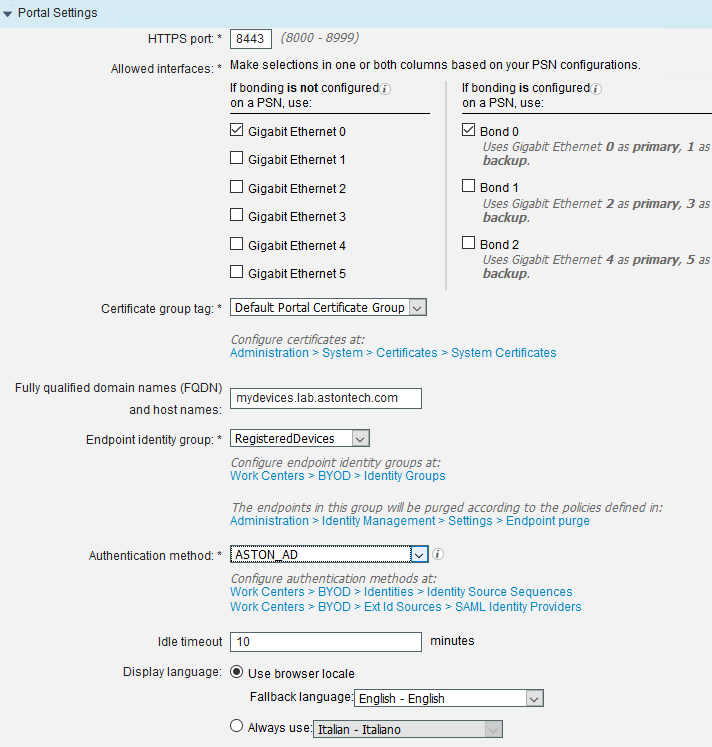 Portal Settings
HTTPS port: * 8443 (8000 - 8999)
Allowed interfaces: * Make selections in one or both columns based on your PSN configurations.
If bonding is not configured
on a PSN, use:
Gigabit Ethernet 0
Gigabit Ethernet 1
Gigabit Ethernet 2
Gigabit Ethernet 3
Gigabit Ethernet 4
Gigabit Ethernet 5
If bonding is configured
on a PSN, use:
Bond 0
Uses Gigabit Ethernet 0 as primary, 1 as
backup.
Bond 1
Uses Gigabit Ethernet 2 as primary, 3 as
backup.
Bond 2
Uses Gigabit Ethernet 4 as primary, 5 as
backup.
Certificate group tag: * Default Portal Certificate Group
Configure certificates at:
Administration > System > Certificates > System Certificates
Fully qualified domain names (FQDN)
and host names: mydevices.lab.astontech.com
Endpoint identity group: * RegisteredDevices
Configure endpoint identity groups at:
Work Centers > BYOD > Identity Groups
The endpoints in this group will be purged according to the policies defined in:
Administration > Identity Management > Settings > Endpoint purge
Authentication method: * ASTON_AD
Configure authentication methods at:
Work Centers > BYOD > Identities > Identity Source Sequences
Work Centers > BYOD > Ext Id Sources > SAML Identity Providers
Idle timeout 10 minutes
Display language: Use browser locale
Fallback language: English - English
Always use: Italian - Italiano